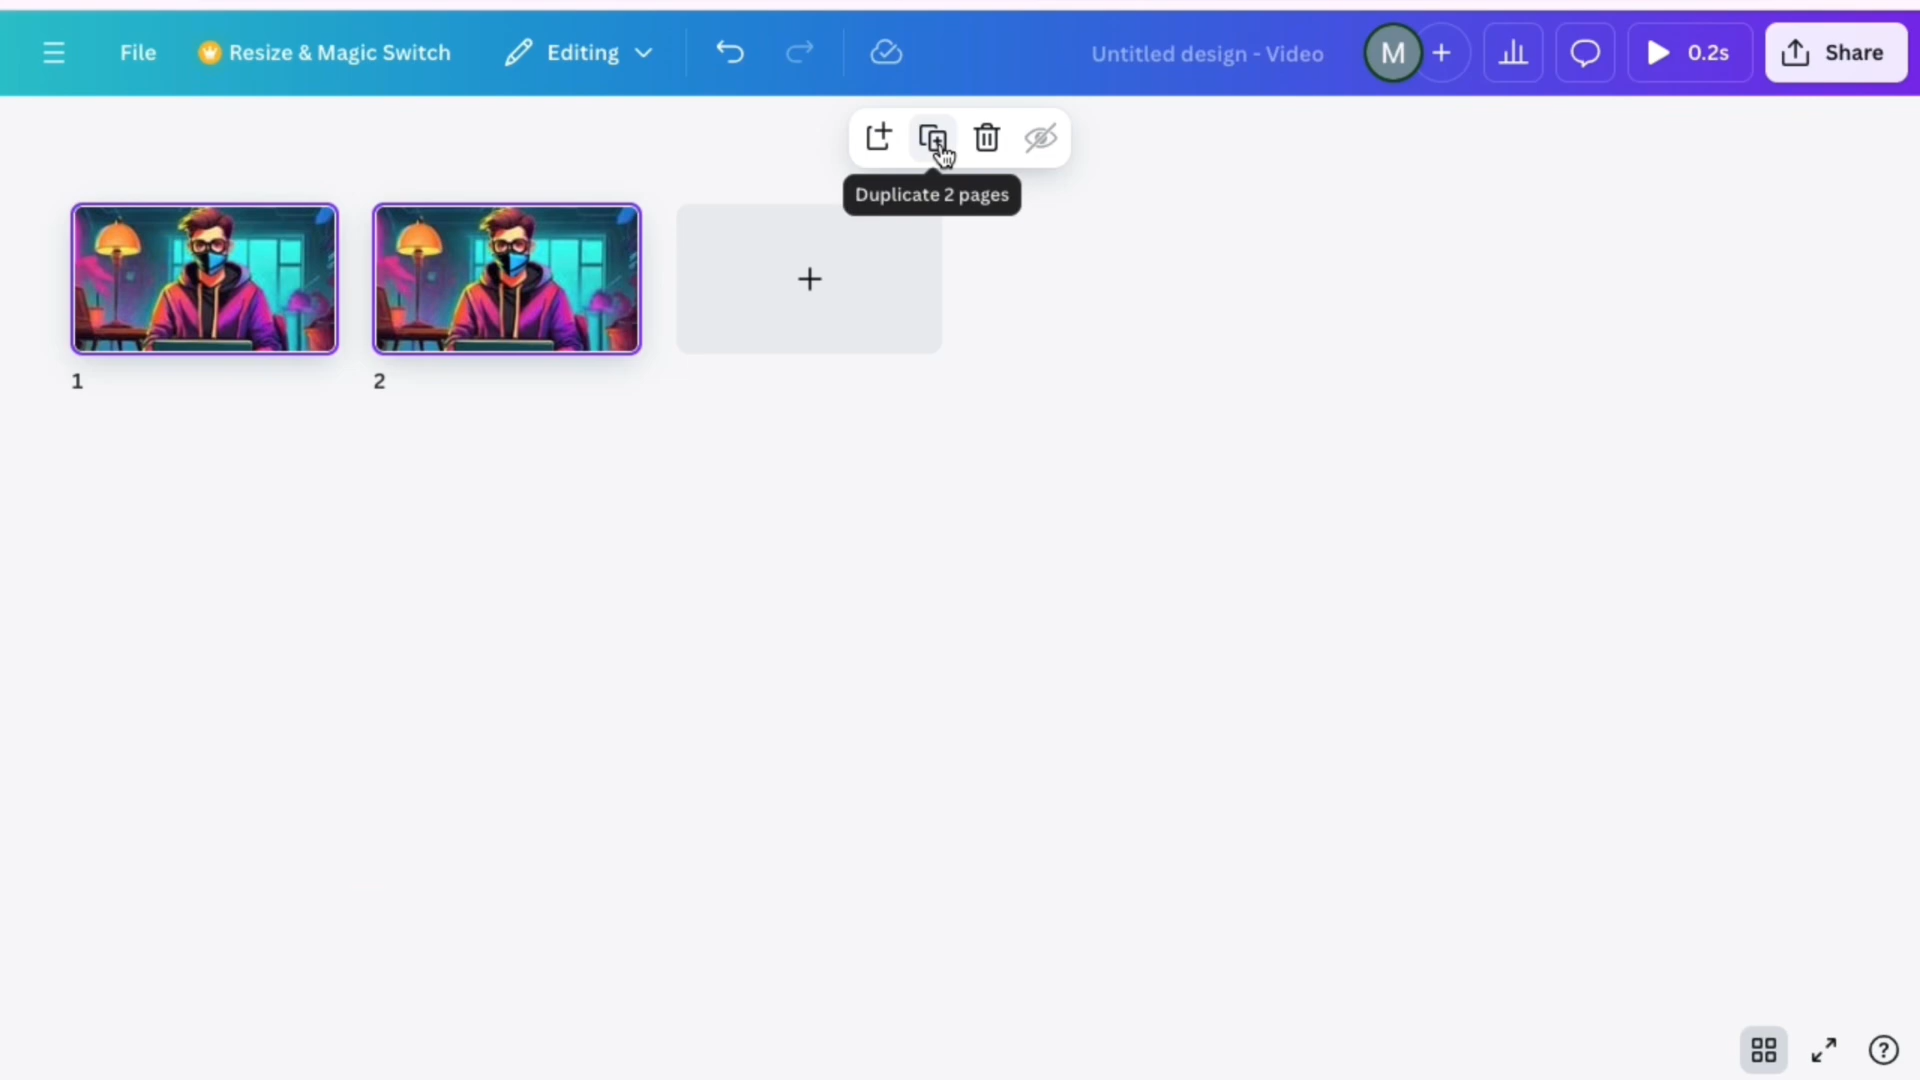 File
Resize & Magic Switch
Editing
Untitled design - Video
M
0.2s
Share
Duplicate 2 pages
1
2